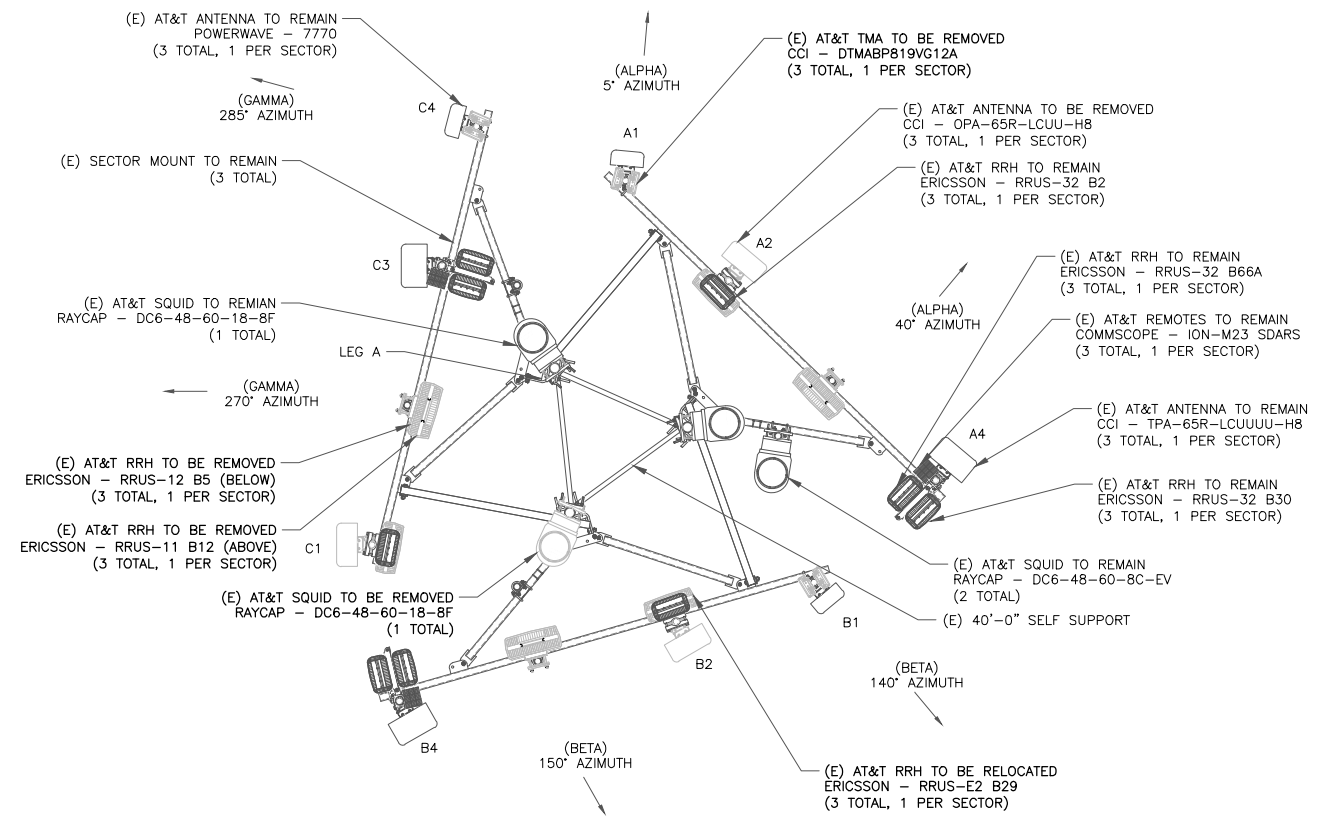 (E) AT&T ANTENNA TO REMAIN
POWERWAVE - 7770
(3 TOTAL, 1 PER SECTOR)
(GAMMA)
285° AZIMUTH
C4
(ALPHA)
5° AZIMUTH
(E) AT&T TMA TO BE REMOVED
CCI - DTMABP819VG12A
(3 TOTAL, 1 PER SECTOR)
A1
(E) AT&T ANTENNA TO BE REMOVED
CCI - OPA-65R-LCUU-H8
(3 TOTAL, 1 PER SECTOR)
(E) SECTOR MOUNT TO REMAIN
(3 TOTAL)
(E) AT&T RRH TO REMAIN
ERICSSON - RRUS-32 B2
(3 TOTAL, 1 PER SECTOR)
A2
C3
(E) AT&T RRH TO REMAIN
ERICSSON - RRUS-32 B66A
(3 TOTAL, 1 PER SECTOR)
(E) AT&T SQUID TO REMIAN
RAYCAP - DC6-48-60-18-8F
(1 TOTAL)
(ALPHA)
40° AZIMUTH
(E) AT&T REMOTES TO REMAIN
COMMSCOPE - ION-M23 SDARS
(3 TOTAL, 1 PER SECTOR)
LEG A
(GAMMA)
270° AZIMUTH
(E) AT&T ANTENNA TO REMAIN
CCI - TPA-65R-LCUUUU-H8
(3 TOTAL, 1 PER SECTOR)
A4
(E) AT&T RRH TO BE REMOVED
ERICSSON - RRUS-12 B5 (BELOW)
(3 TOTAL, 1 PER SECTOR)
(E) AT&T RRH TO REMAIN
ERICSSON - RRUS-32 B30
(3 TOTAL, 1 PER SECTOR)
(E) AT&T RRH TO BE REMOVED
ERICSSON - RRUS-11 B12 (ABOVE)
(3 TOTAL, 1 PER SECTOR)
C1
(E) AT&T SQUID TO REMAIN
RAYCAP - DC6-48-60-8C-EV
(2 TOTAL)
(E) AT&T SQUID TO BE REMOVED
RAYCAP - DC6-48-60-18-8F
(1 TOTAL)
B1
(E) 40'-0" SELF SUPPORT
B2
(BETA)
140° AZIMUTH
B4
(BETA)
150° AZIMUTH
(E) AT&T RRH TO BE RELOCATED
ERICSSON - RRUS-E2 B29
(3 TOTAL, 1 PER SECTOR)